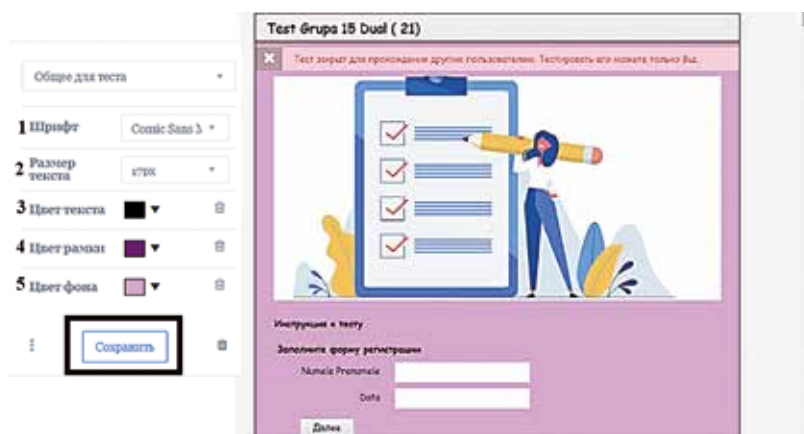 Общее для теста
1 Шрифт Comic Sans
2 Размер текста 17px
3 Цвет текста
4 Цвет рамки
5 Цвет фона
Сохранить
Test Grupa 15 Dual ( 21)
Тест закрыт для прохождения других пользователей. Тестировать его можете только Вы.
Инструкция к тесту
Заполните форму регистрации
Numele Prenumele
Data
Далее